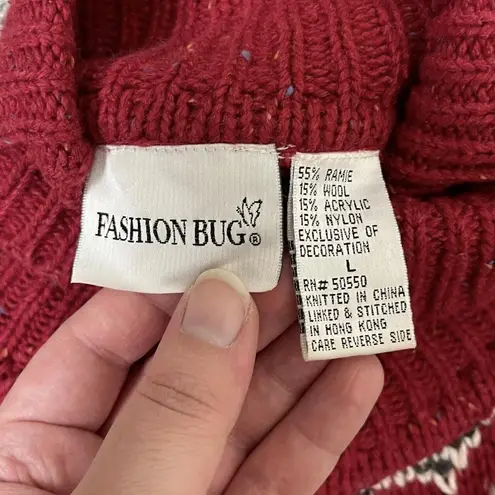 FASHION BUG®
55% RAMIE
15% WOOL
15% ACRYLIC
15% NYLON
EXCLUSIVE OF
DECORATION
L
RN# 50550
KNITTED IN CHINA
LINKED & STITCHED
IN HONG KONG
CARE REVERSE SIDE